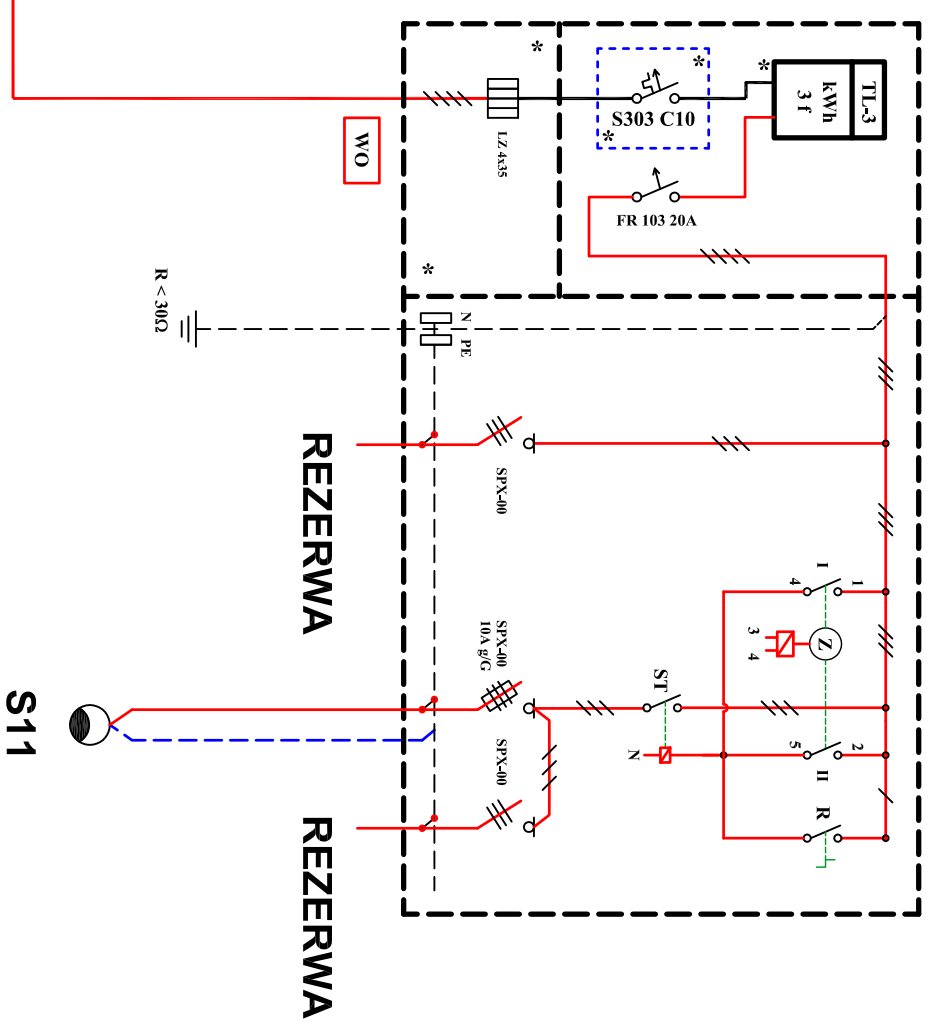 TL-3
kWh
3 f
*
*
*
*
S303 C10
LZ 4x35
WO
FR 103 20A
*
R < 30Ω
N
PE
SPX-00
REZERWA
I
1
4
Z
3
4
SPX-00
10A g/G
ST
N
2
5
II
R
SPX-00
S11
REZERWA